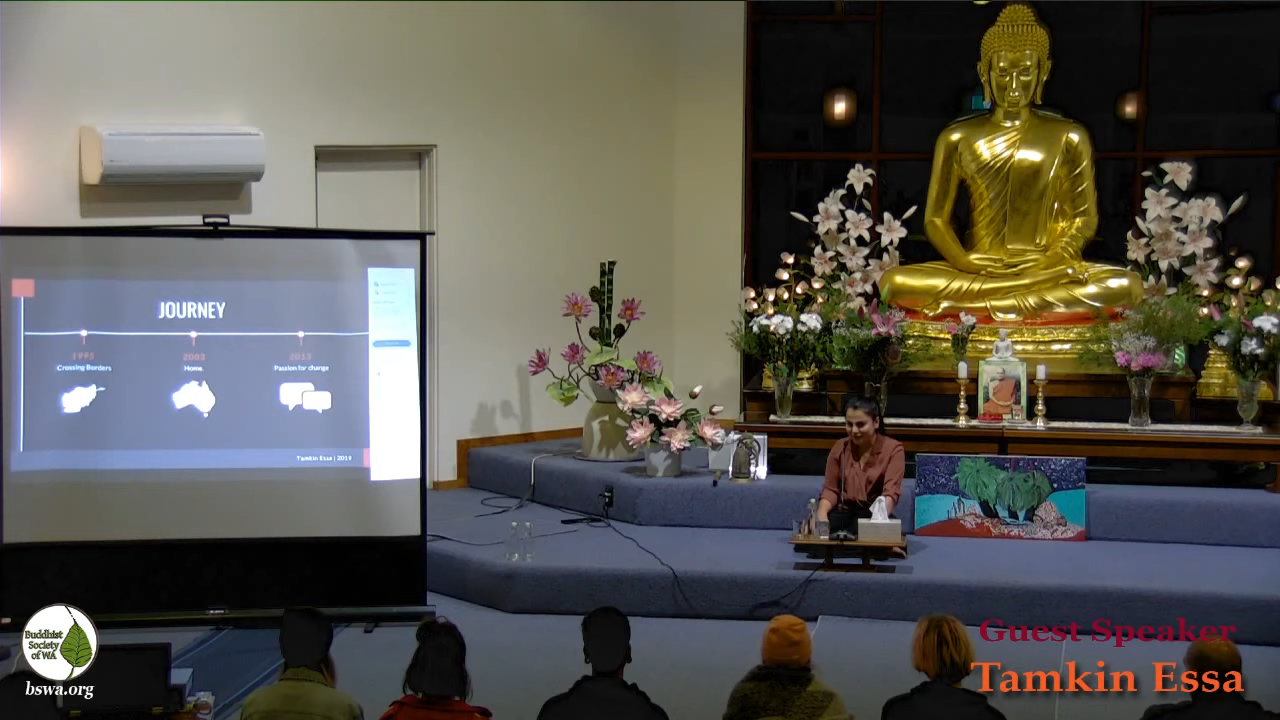 JOURNEY
1995
2003
2013
Crossing Borders
Home
Passion for change
Tamkin Essa | 2019
Buddhist
Society
of WA
bswa.org
Guest Speaker
Tamkin Essa